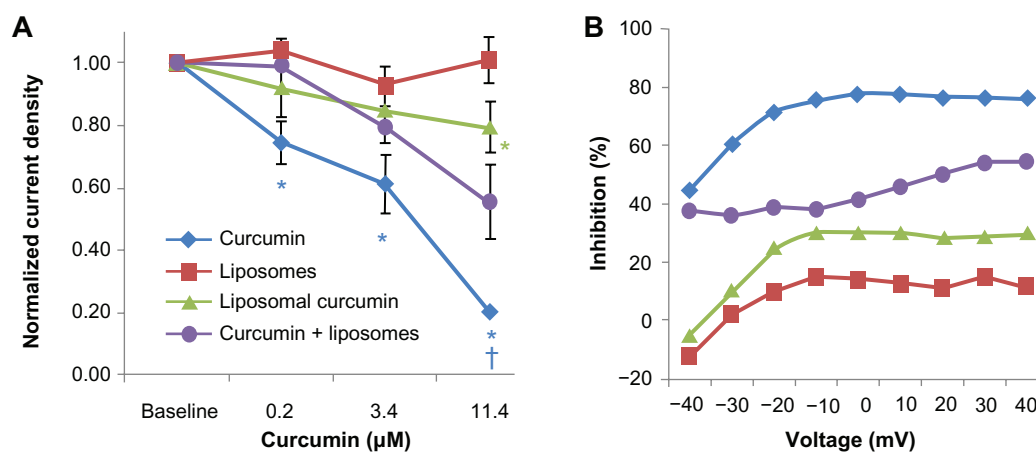 A
Normalized current density
1.00
0.80
0.60
0.40
0.20
0.00
*
*
*
*
†
Curcumin
Liposomes
Liposomal curcumin
Curcumin + liposomes
Baseline 0.2 3.4 11.4
Curcumin (µM)
B
Inhibition (%)
100
80
60
40
20
0
−20
−40 −30 −20 −10 0 10 20 30 40
Voltage (mV)